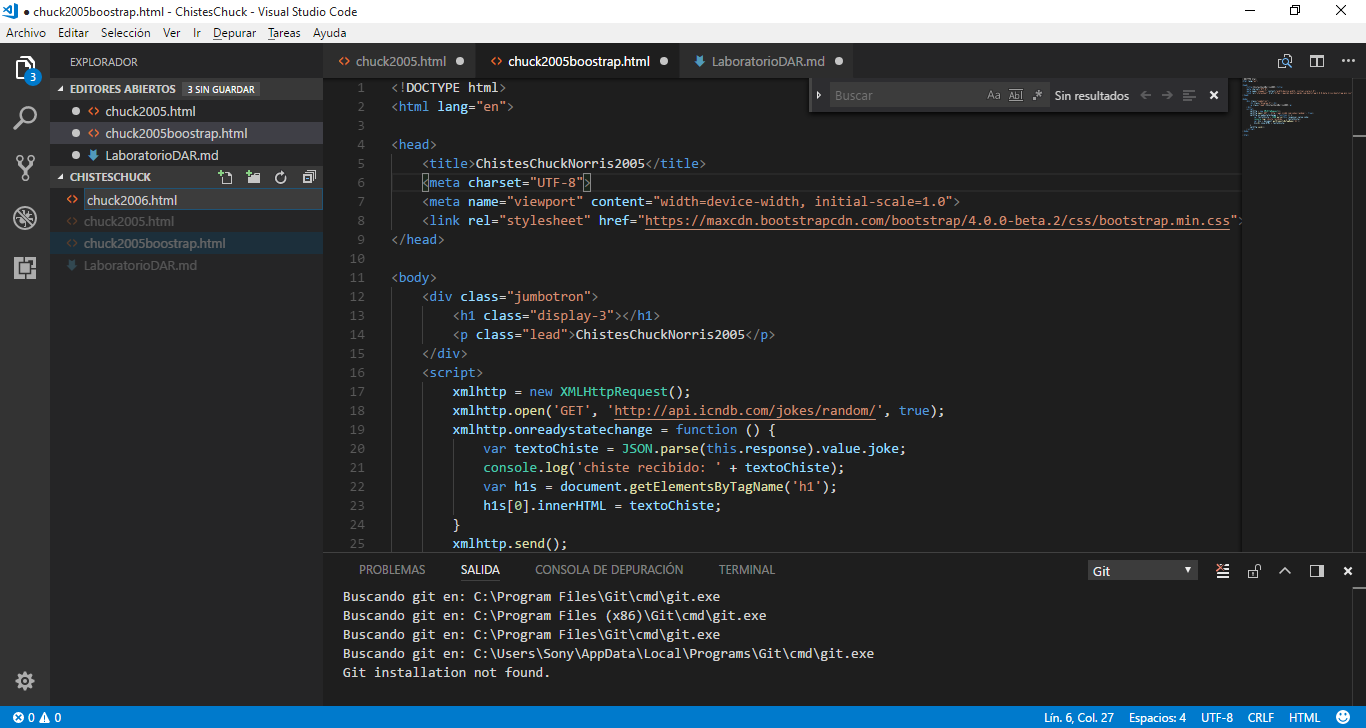 ● chuck2005boostrap.html - ChistesChuck - Visual Studio Code
Archivo Editar Selección Ver Ir Depurar Tareas Ayuda
3
EXPLORADOR
EDITORES ABIERTOS 3 SIN GUARDAR
● <> chuck2005.html
● <> chuck2005boostrap.html
● LaboratorioDAR.md
CHISTESCHUCK
<> chuck2006.html
<> chuck2005.html
<> chuck2005boostrap.html
LaboratorioDAR.md
<> chuck2005.html ● <> chuck2005boostrap.html ● LaboratorioDAR.md ●
Buscar Aa Abl .* Sin resultados
1 <!DOCTYPE html>
2 <html lang="en">
3
4 <head>
5 <title>ChistesChuckNorris2005</title>
6 <meta charset="UTF-8">
7 <meta name="viewport" content="width=device-width, initial-scale=1.0">
8 <link rel="stylesheet" href="https://maxcdn.bootstrapcdn.com/bootstrap/4.0.0-beta.2/css/bootstrap.min.css">
9 </head>
10
11 <body>
12 <div class="jumbotron">
13 <h1 class="display-3"></h1>
14 <p class="lead">ChistesChuckNorris2005</p>
15 </div>
16 <script>
17 xmlhttp = new XMLHttpRequest();
18 xmlhttp.open('GET', 'http://api.icndb.com/jokes/random/', true);
19 xmlhttp.onreadystatechange = function () {
20 var textoChiste = JSON.parse(this.response).value.joke;
21 console.log('chiste recibido: ' + textoChiste);
22 var h1s = document.getElementsByTagName('h1');
23 h1s[0].innerHTML = textoChiste;
24 }
25 xmlhttp.send();
PROBLEMAS SALIDA CONSOLA DE DEPURACIÓN TERMINAL Git
Buscando git en: C:\Program Files\Git\cmd\git.exe
Buscando git en: C:\Program Files (x86)\Git\cmd\git.exe
Buscando git en: C:\Program Files\Git\cmd\git.exe
Buscando git en: C:\Users\Sony\AppData\Local\Programs\Git\cmd\git.exe
Git installation not found.
0 0 Lín. 6, Col. 27 Espacios: 4 UTF-8 CRLF HTML